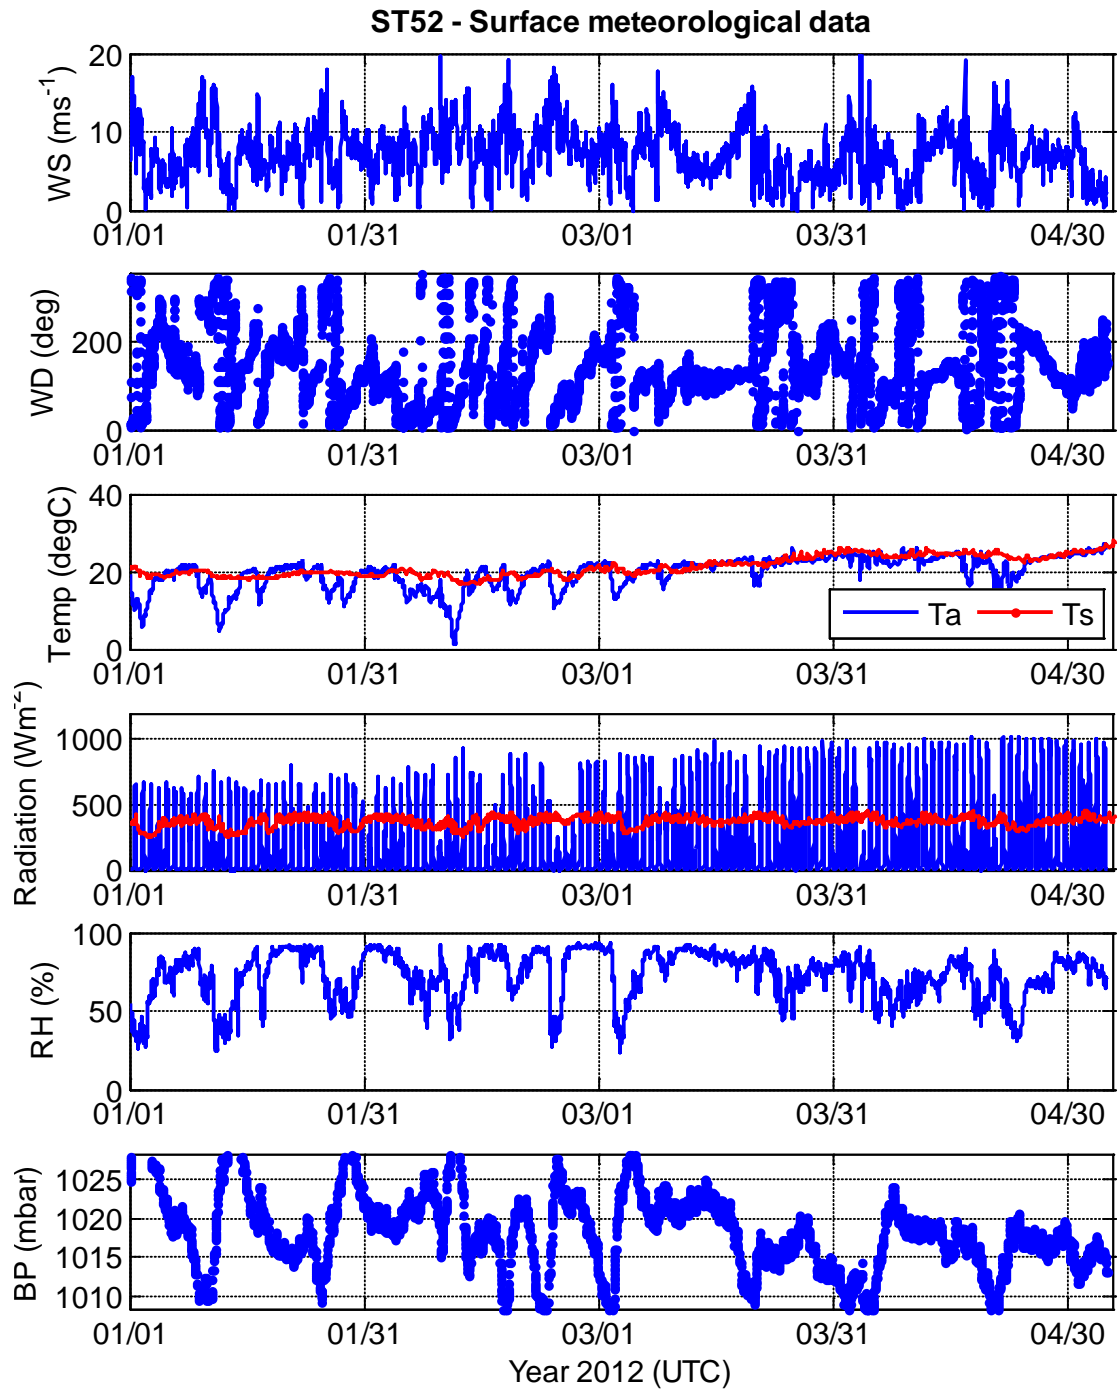 ST52 - Surface meteorological data
WS (ms-1)
20
10
0
01/01 01/31 03/01 03/31 04/30
WD (deg)
200
0
01/01 01/31 03/01 03/31 04/30
Temp (degC)
40
20
0
Ta Ts
01/01 01/31 03/01 03/31 04/30
Radiation (Wm-2)
1000
500
0
01/01 01/31 03/01 03/31 04/30
RH (%)
100
50
0
01/01 01/31 03/01 03/31 04/30
BP (mbar)
1025
1020
1015
1010
01/01 01/31 03/01 03/31 04/30
Year 2012 (UTC)